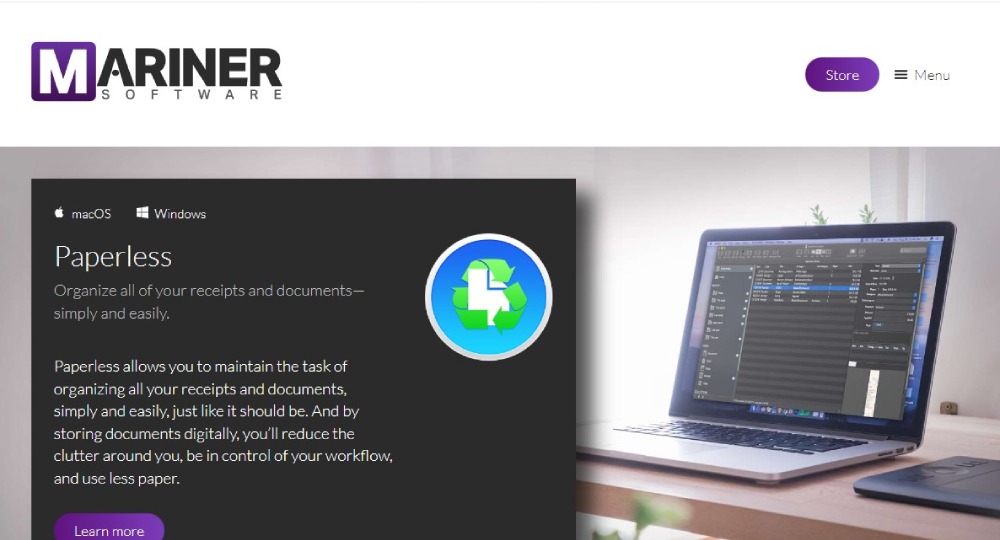 MARINER
SOFTWARE
Store
Menu
macOS Windows
Paperless
Organize all of your receipts and documents—
simply and easily.
Paperless allows you to maintain the task of
organizing all your receipts and documents,
simply and easily, just like it should be. And by
storing documents digitally, you’ll reduce the
clutter around you, be in control of your workflow,
and use less paper.
Learn more